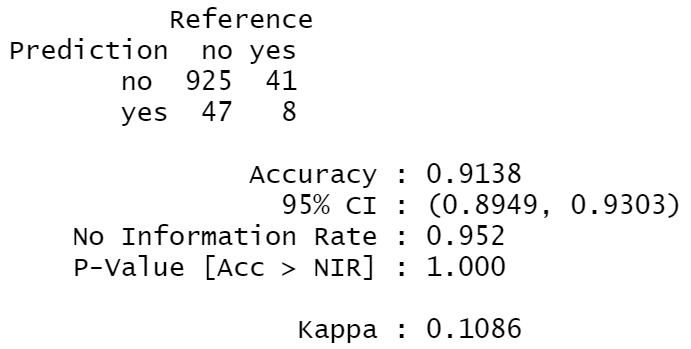 Reference
Prediction no yes
no 925 41
yes 47 8
Accuracy : 0.9138
95% CI : (0.8949, 0.9303)
No Information Rate : 0.952
P-Value [Acc > NIR] : 1.000
Kappa : 0.1086